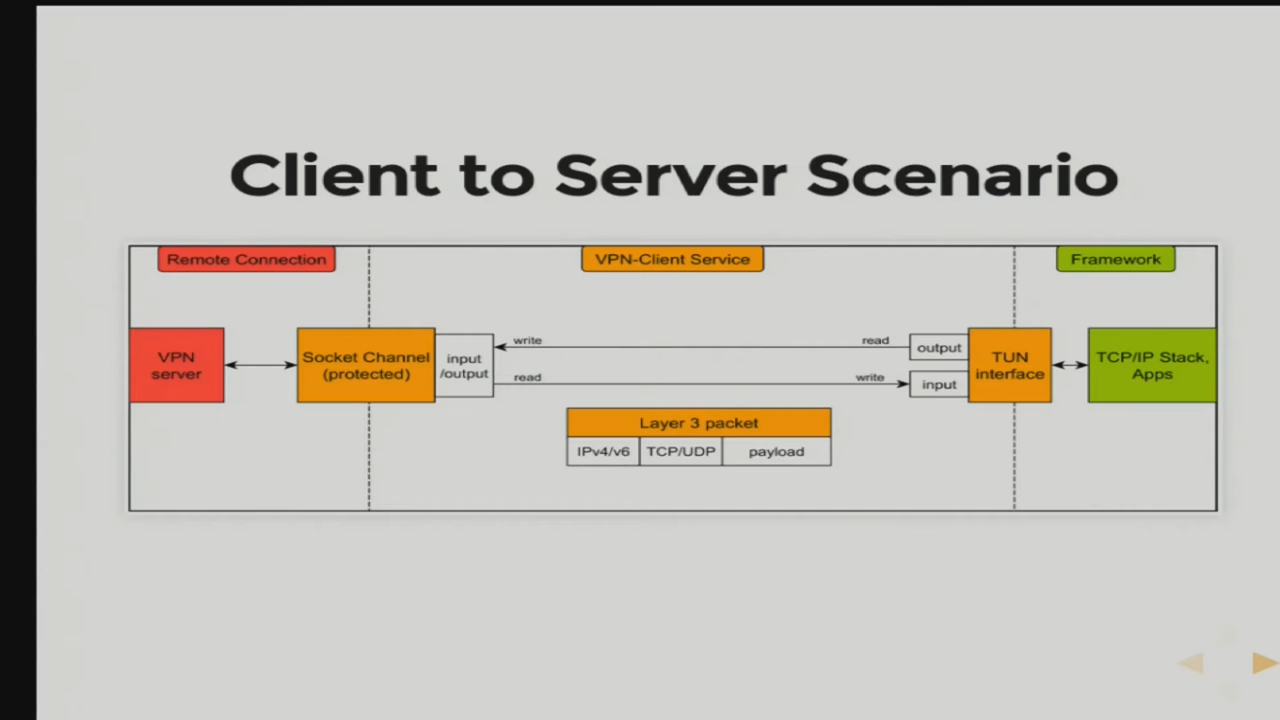 Client to Server Scenario
Remote Connection
VPN-Client Service
Framework
VPN
server
Socket Channel
(protected)
input
/output
write
read
read
write
output
input
TUN
interface
TCP/IP Stack,
Apps
Layer 3 packet
IPv4/v6
TCP/UDP
payload